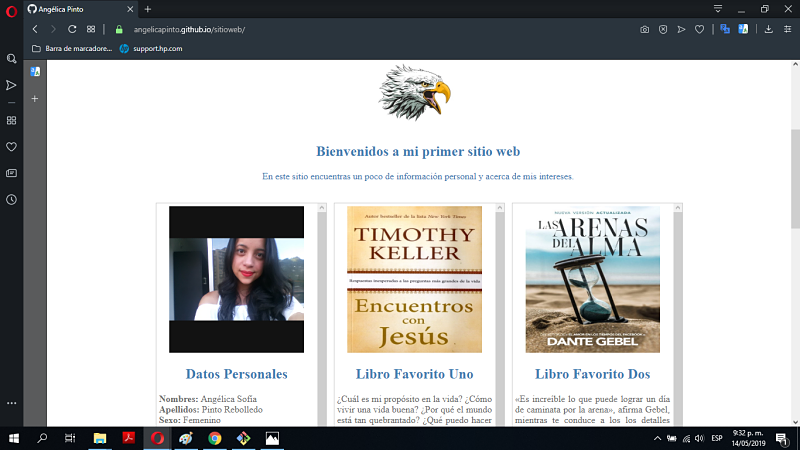 Angélica Pinto
angelicapinto.github.io/sitioweb/
Barra de marcadore...
hp
support.hp.com
Bienvenidos a mi primer sitio web
En este sitio encuentras un poco de información personal y acerca de mis intereses.
Datos Personales
Nombres: Angélica Sofia
Apellidos: Pinto Rebolledo
Sexo: Femenino
Autor bestseller de la lista New York Times
TIMOTHY
KELLER
Respuestas inesperadas a las preguntas más grandes de la vida
Encuentros
con
Jesús
Libro Favorito Uno
¿Cuál es mi propósito en la vida? ¿Cómo
vivir una vida buena? ¿Por qué el mundo
está tan quebrantado? ¿Qué puedo hacer
NUEVA VERSIÓN ACTUALIZADA
LAS
ARENAS
DEL ALMA
DANTE GEBEL
Libro Favorito Dos
«Es increíble lo que puede lograr un día
de caminata por la arena», afirma Gebel,
mientras te conduce a los los detalles
ESP
9:32 p. m.
14/05/2019
1